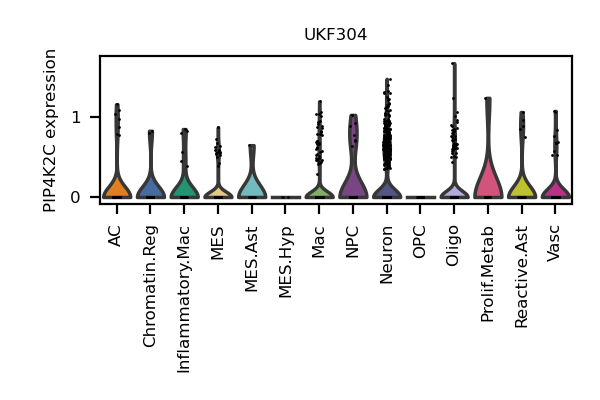 UKF304
PIP4K2C expression
1
0
AC
Chromatin.Reg
Inflammatory.Mac
MES
MES.Ast
MES.Hyp
Mac
NPC
Neuron
OPC
Oligo
Prolif.Metab
Reactive.Ast
Vasc